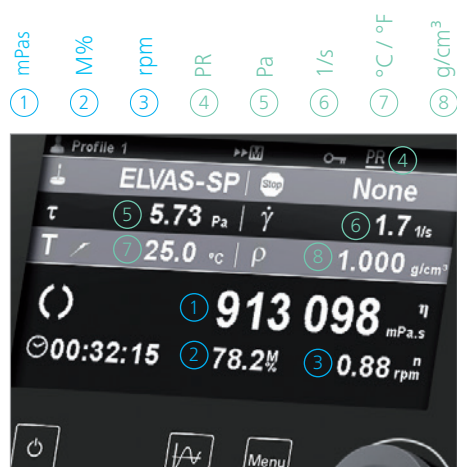 mPas M% rpm PR Pa 1/s °C / °F g/cm³
1 2 3 4 5 6 7 8
Profile 1 ▸▸M PR 4
ELVAS-SP Stop None
τ 5 5.73 Pa γ̇ 6 1.7 1/s
T 7 25.0 °C ρ 8 1.000 g/cm³
1 913 098 η mPa.s
00:32:15 2 78.2 M% 3 0.88 n rpm
Menu